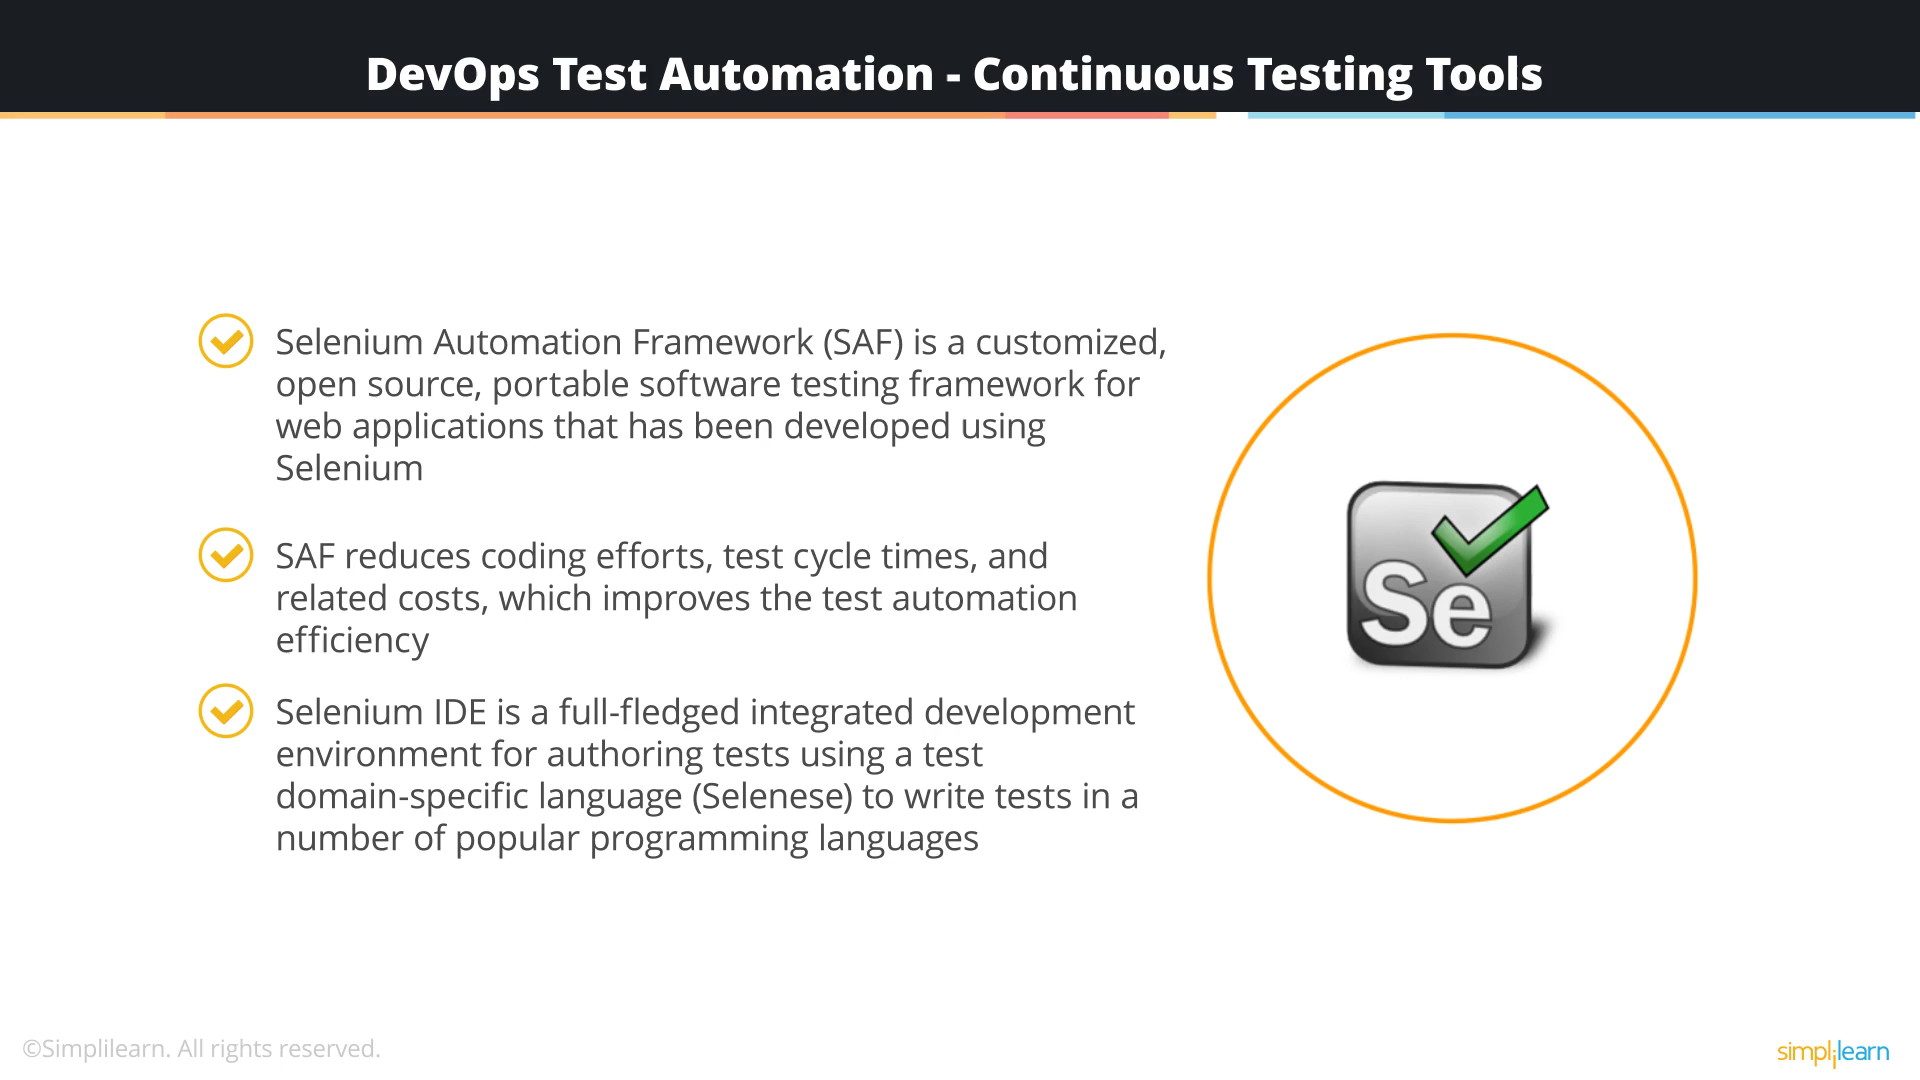 DevOps Test Automation - Continuous Testing Tools
Selenium Automation Framework (SAF) is a customized,
open source, portable software testing framework for
web applications that has been developed using
Selenium
SAF reduces coding efforts, test cycle times, and
related costs, which improves the test automation
efficiency
Selenium IDE is a full-fledged integrated development
environment for authoring tests using a test
domain-specific language (Selenese) to write tests in a
number of popular programming languages
Se
©Simplilearn. All rights reserved.
simplilearn